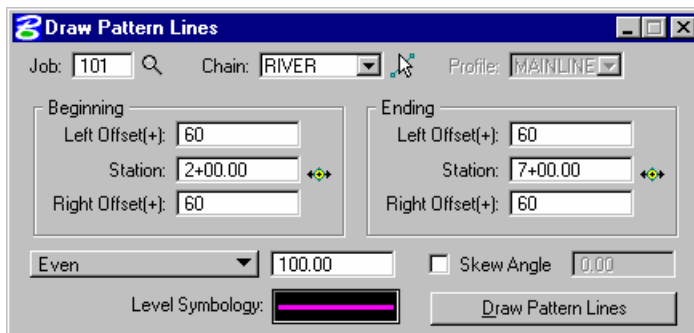 Draw Pattern Lines
Job: 101 Chain: RIVER Profile: MAINLINE
Beginning
Left Offset(+): 60
Station: 2+00.00
Right Offset(+): 60
Ending
Left Offset(+): 60
Station: 7+00.00
Right Offset(+): 60
Even 100.00 Skew Angle 0.00
Level Symbology: Draw Pattern Lines